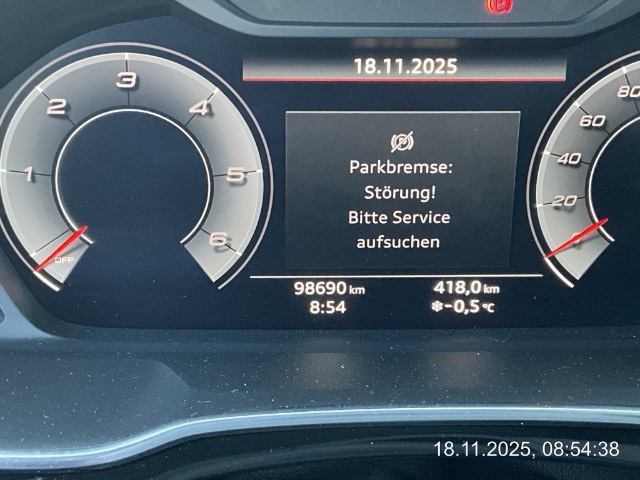 18.11.2025
1
2
3
4
5
6
OFF
Parkbremse:
Störung!
Bitte Service
aufsuchen
98690 km
418,0 km
8:54
-0,5 °C
80
60
40
20
0
18.11.2025, 08:54:38